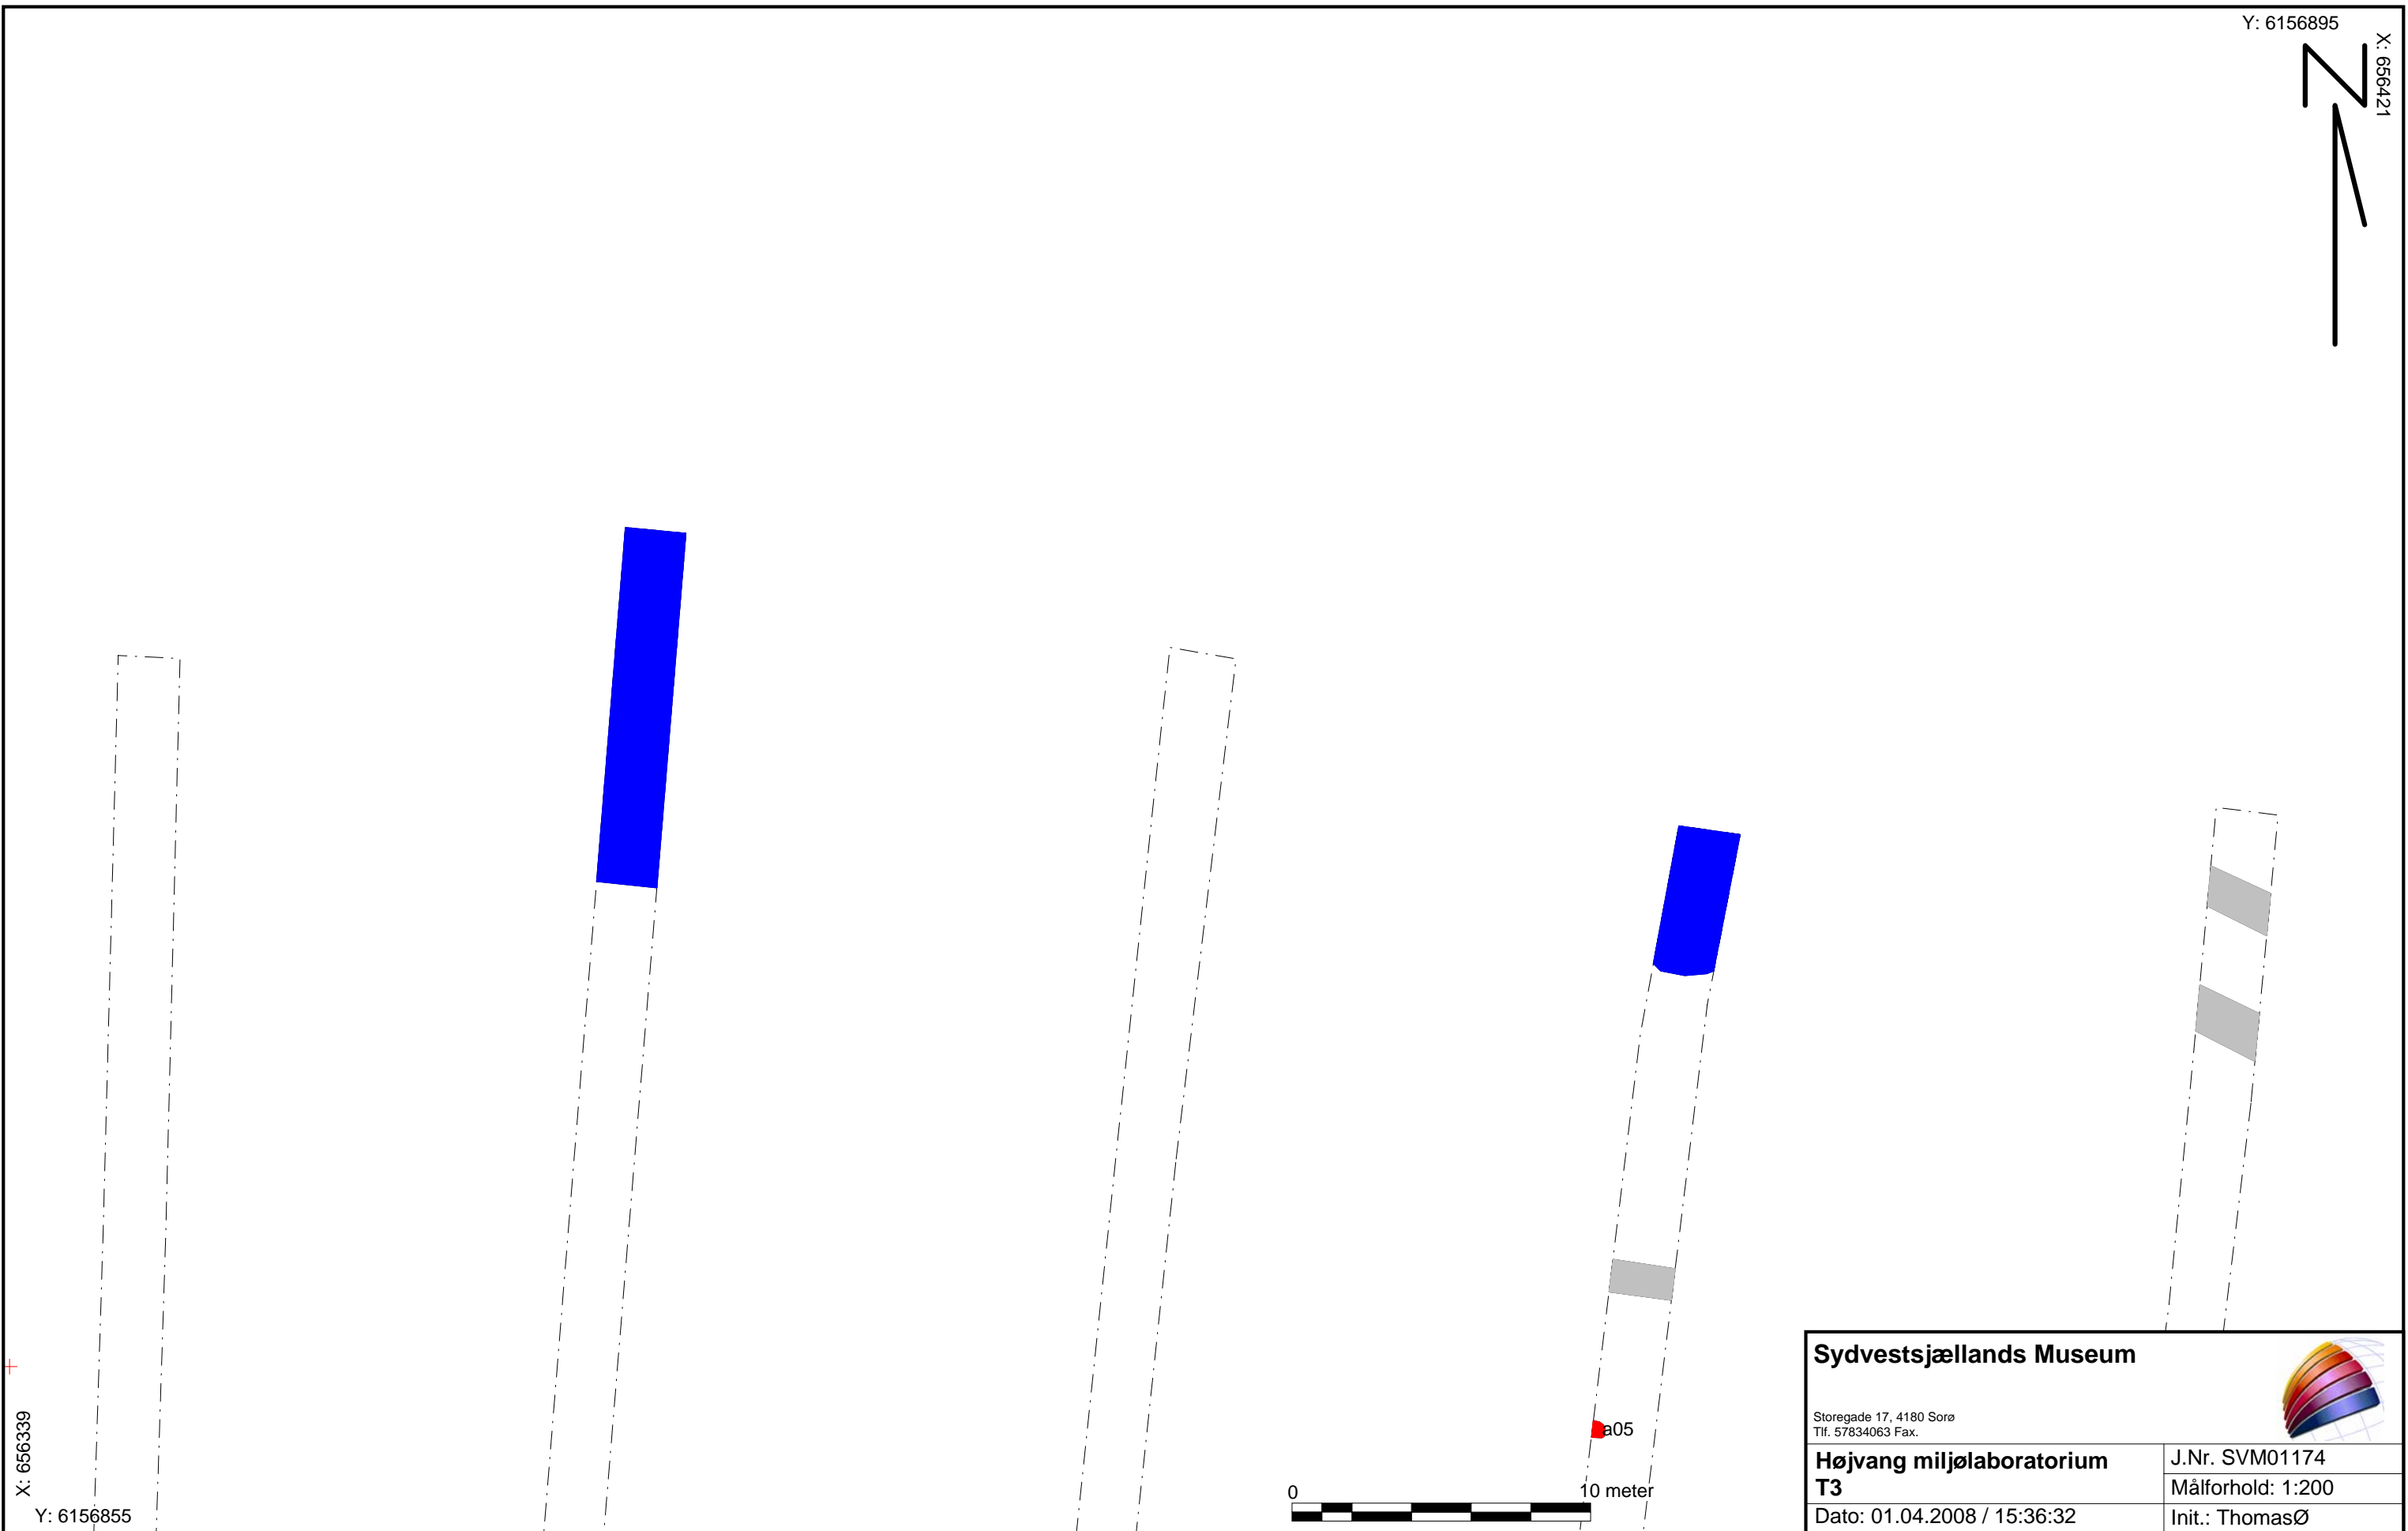 Y: 6156895
X: 656421
a05
X: 656339
Y: 6156855
0
10 meter
Sydvestsjællands Museum
Storegade 17, 4180 Sorø
Tlf. 57834063 Fax.
Højvang miljølaboratorium
T3
J.Nr. SVM01174
Målforhold: 1:200
Dato: 01.04.2008 / 15:36:32
Init.: ThomasØ